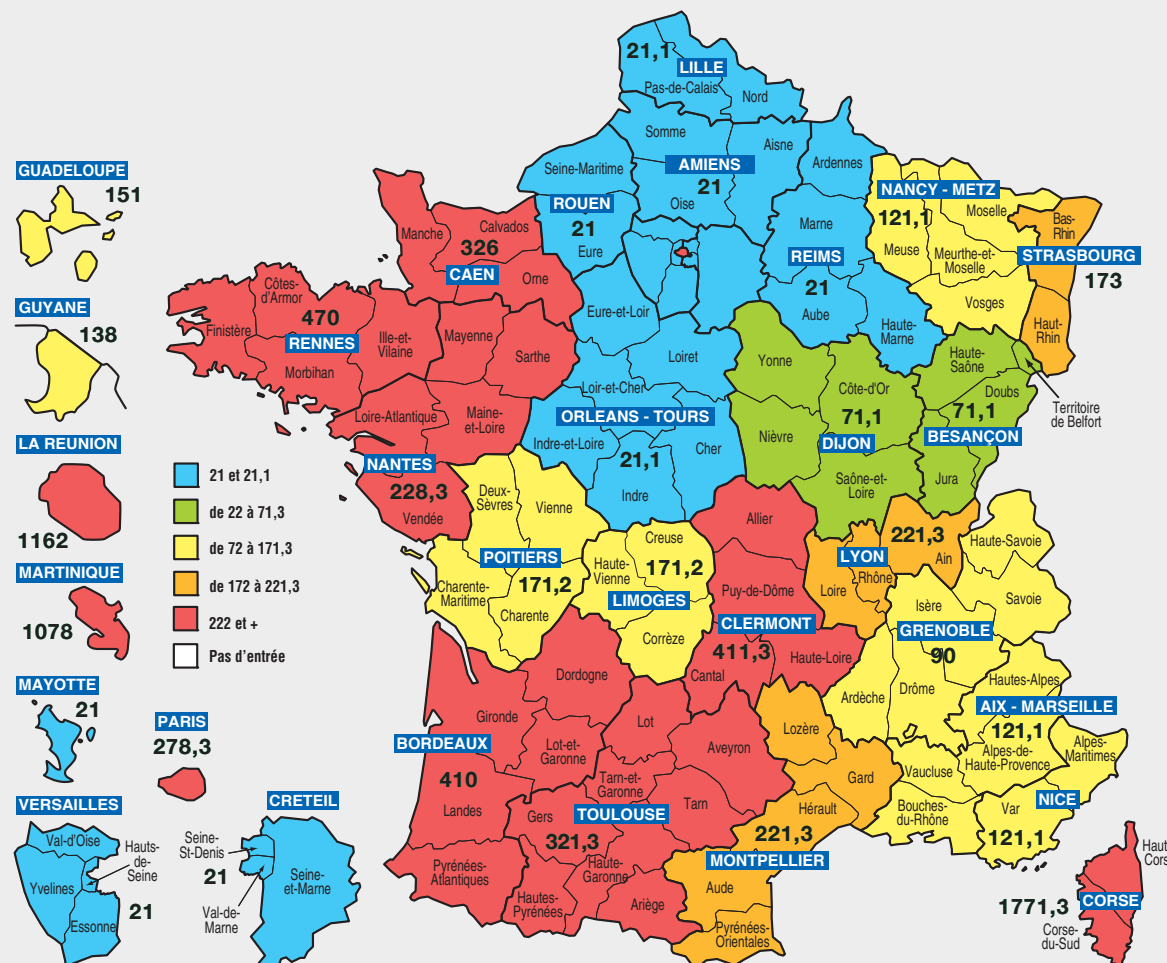 21,1
LILLE
Pas-de-Calais
Nord
Somme
Aisne
AMIENS
21
Oise
Ardennes
Seine-Maritime
ROUEN
21
Eure
NANCY - METZ
121,1
Moselle
Meuse
Meurthe-et-
Moselle
Vosges
Bas-
Rhin
STRASBOURG
173
Haut-
Rhin
Marne
REIMS
21
Aube
Haute-
Marne
GUADELOUPE
151
GUYANE
138
LA REUNION
1162
MARTINIQUE
1078
MAYOTTE
21
PARIS
278,3
VERSAILLES
Val-d'Oise
Hauts-
de-
Seine
Yvelines
Essonne
21
CRETEIL
Seine-
St-Denis
21
Val-de-
Marne
Seine-
et-Marne
21 et 21,1
de 22 à 71,3
de 72 à 171,3
de 172 à 221,3
222 et +
Pas d'entrée
Manche
Calvados
326
CAEN
Orne
Côtes-
d'Armor
Finistère
470
RENNES
Ille-et-
Vilaine
Morbihan
Mayenne
Sarthe
Loire-Atlantique
Maine-
et-Loire
NANTES
228,3
Vendée
Eure-et-Loir
Loiret
Loir-et-Cher
ORLEANS - TOURS
Indre-et-Loire
21,1
Cher
Indre
Yonne
Côte-d'Or
71,1
Nièvre
DIJON
Saône-et-
Loire
Haute-
Saône
Doubs
71,1
BESANÇON
Jura
Territoire
de Belfort
Deux-
Sèvres
Vienne
POITIERS
171,2
Charente-
Maritime
Charente
Creuse
Haute-
Vienne
171,2
LIMOGES
Corrèze
Allier
Puy-de-Dôme
CLERMONT
411,3
Haute-Loire
Cantal
221,3
LYON
Ain
Rhône
Loire
Haute-Savoie
Savoie
Isère
GRENOBLE
90
Ardèche
Drôme
Hautes-Alpes
AIX - MARSEILLE
121,1
Alpes-de-
Haute-Provence
Vaucluse
Bouches-
du-Rhône
Alpes-
Maritimes
NICE
Var
121,1
Dordogne
Gironde
BORDEAUX
410
Lot-et-
Garonne
Landes
Pyrénées-
Atlantiques
Lot
Aveyron
Tarn-et-
Garonne
Tarn
Gers
TOULOUSE
321,3
Haute-
Garonne
Hautes-
Pyrénées
Ariège
Lozère
Gard
Hérault
221,3
MONTPELLIER
Aude
Pyrénées-
Orientales
Haut
Cors
1771,3
CORSE
Corse-
du-Sud